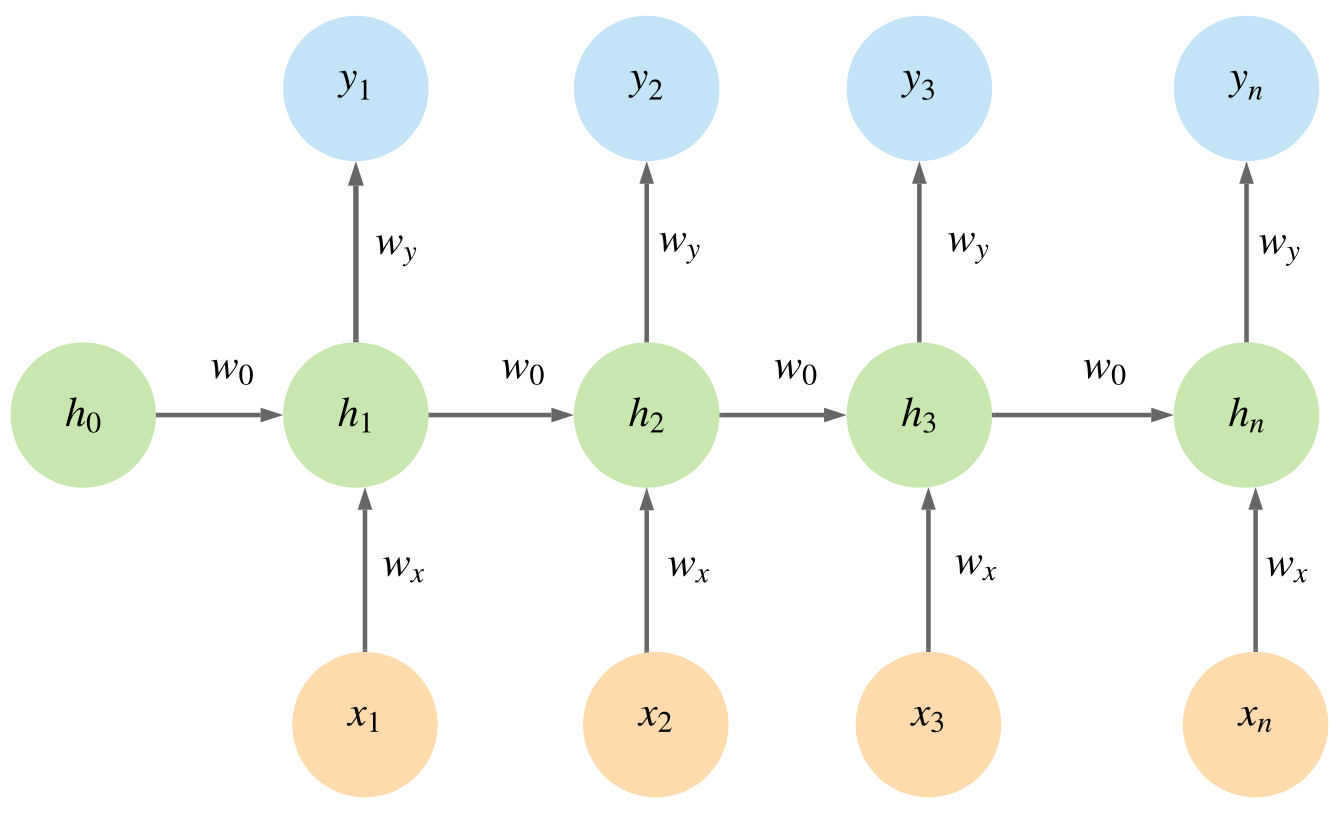 y1 y2 y3 yn
wy wy wy wy
w0 w0 w0 w0
h0 h1 h2 h3 hn
wx wx wx wx
x1 x2 x3 xn